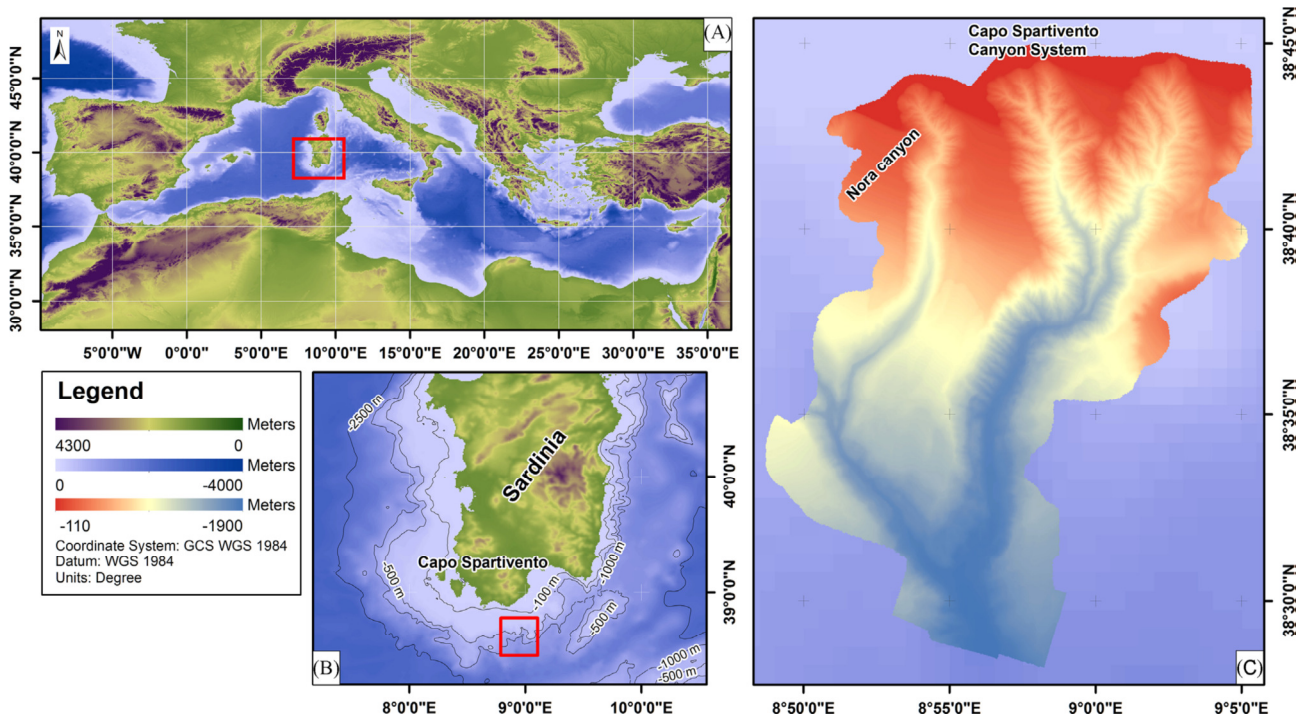 N
(A)
45°0'0"N
40°0'0"N
35°0'0"N
30°0'0"N
5°0'0"W
0°0'0"
5°0'0"E
10°0'0"E
15°0'0"E
20°0'0"E
25°0'0"E
30°0'0"E
35°0'0"E
Legend
Meters
4300
0
Meters
0
-4000
Meters
-110
-1900
Coordinate System: GCS WGS 1984
Datum: WGS 1984
Units: Degree
-2500 m
Sardinia
Capo Spartivento
-500 m
-100 m
-1000 m
-500 m
-1000 m
-500 m
(B)
40°0'0"N
39°0'0"N
8°0'0"E
9°0'0"E
10°0'0"E
Capo Spartivento
Canyon System
Nora canyon
(C)
38°45'0"N
38°40'0"N
38°35'0"N
38°30'0"N
8°50'0"E
8°55'0"E
9°0'0"E
9°5'0"E